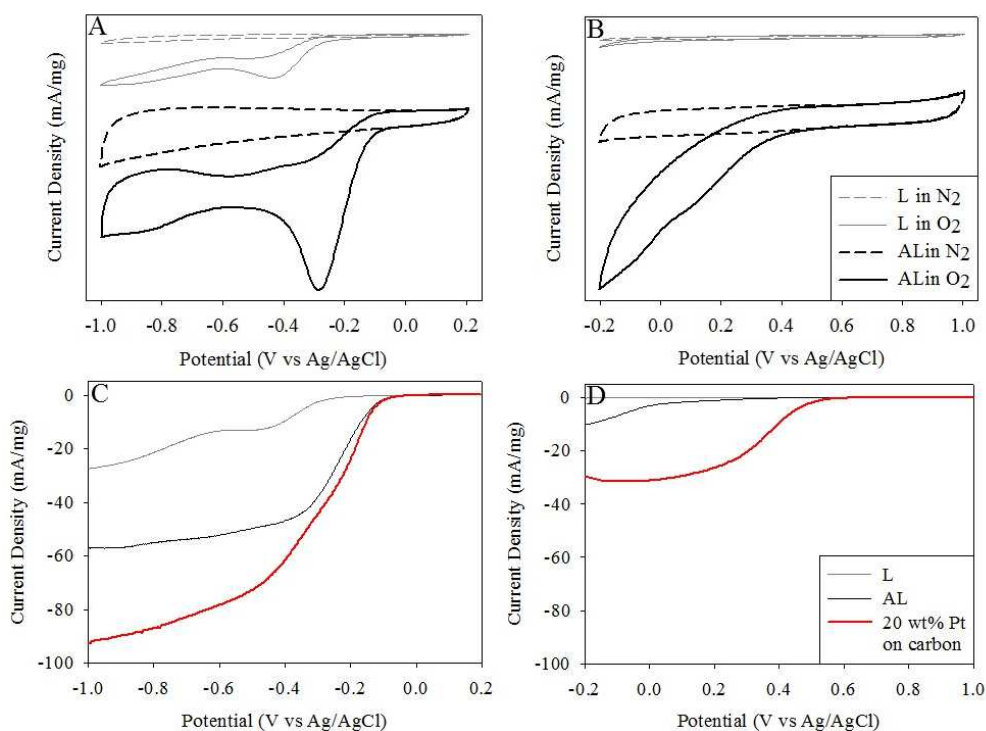 A
Current Density (mA/mg)
-1.0 -0.8 -0.6 -0.4 -0.2 0.0 0.2
Potential (V vs Ag/AgCl)
B
Current Density (mA/mg)
L in N2
L in O2
ALin N2
ALin O2
-0.2 0.0 0.2 0.4 0.6 0.8 1.0
Potential (V vs Ag/AgCl)
C
Current Density (mA/mg)
0
-20
-40
-60
-80
-100
-1.0 -0.8 -0.6 -0.4 -0.2 0.0 0.2
Potential (V vs Ag/AgCl)
D
Current Density (mA/mg)
0
-20
-40
-60
-80
-100
L
AL
20 wt% Pt
on carbon
-0.2 0.0 0.2 0.4 0.6 0.8 1.0
Potential (V vs Ag/AgCl)